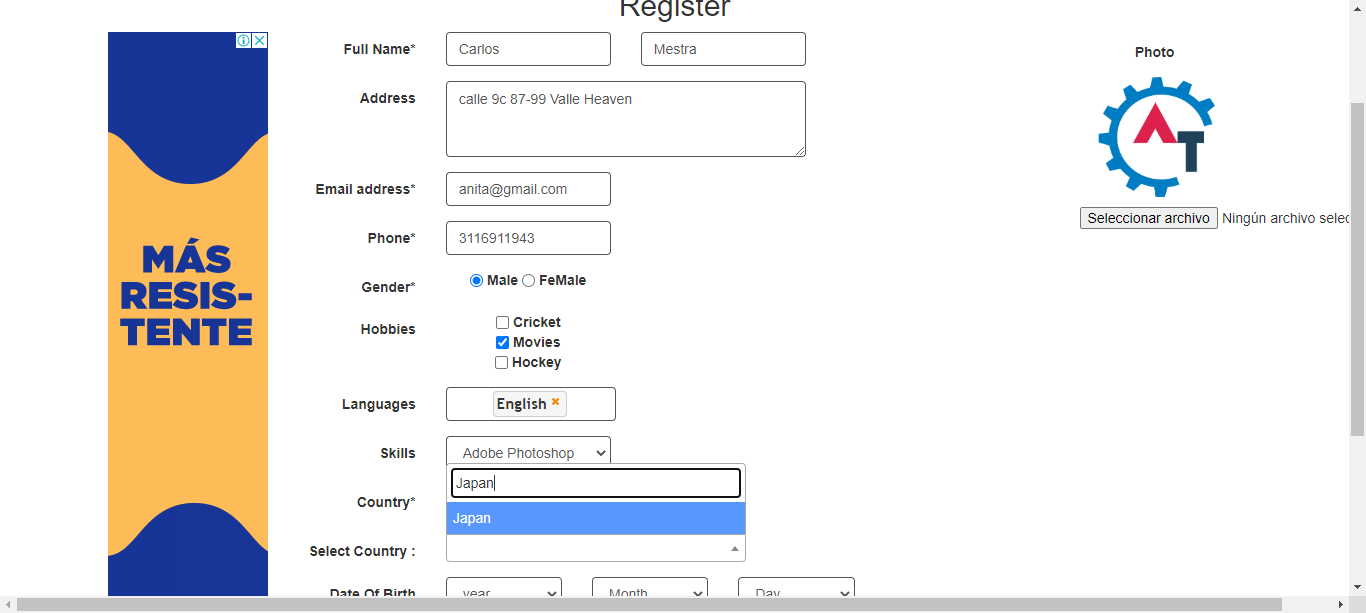 Register
Full Name*
Carlos
Mestra
Photo
Address
calle 9c 87-99 Valle Heaven
AT
Email address*
anita@gmail.com
Seleccionar archivo
Ningún archivo selec
Phone*
3116911943
MÁS
RESIS-
TENTE
Gender*
Male
FeMale
Hobbies
Cricket
Movies
Hockey
Languages
English
Skills
Adobe Photoshop
Japan
Country*
Japan
Select Country :
Date Of Birth
year
Month
Day